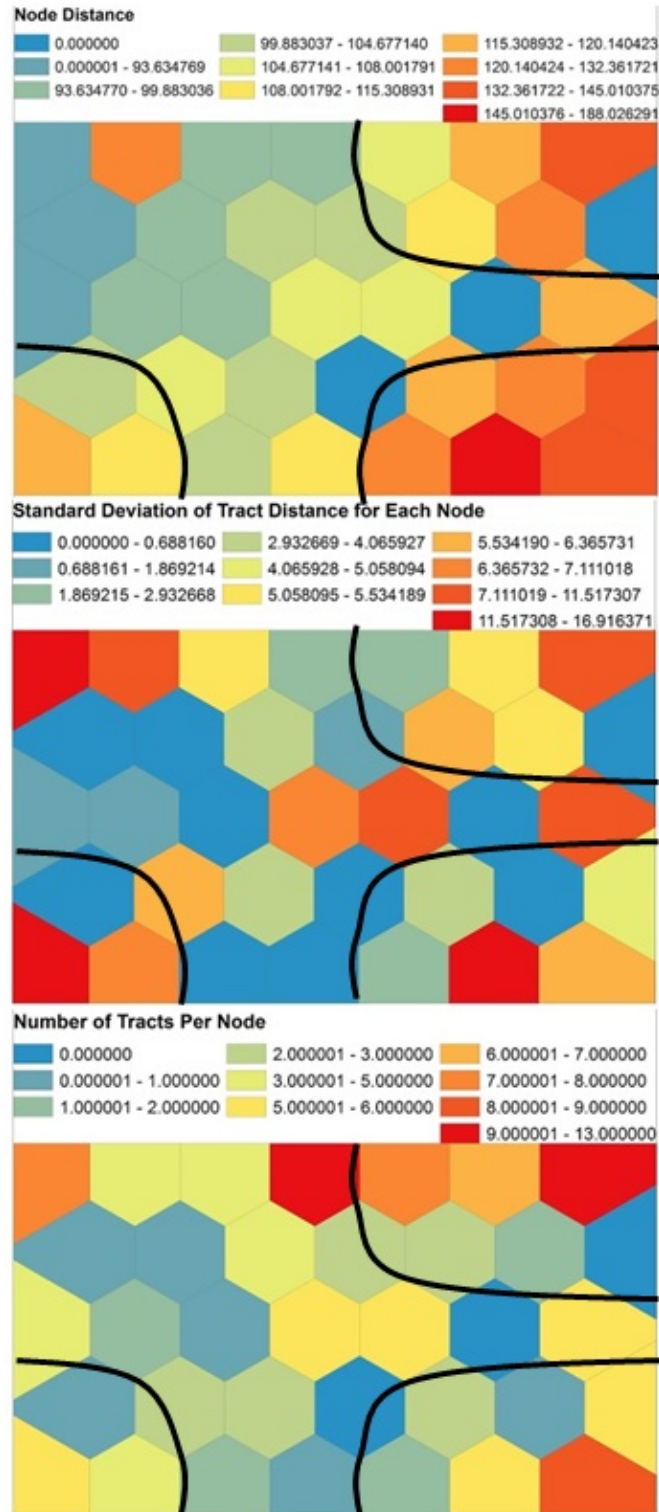 Node Distance
0.000000 99.883037 - 104.677140 115.308932 - 120.140423
0.000001 - 93.634769 104.677141 - 108.001791 120.140424 - 132.361721
93.634770 - 99.883036 108.001792 - 115.308931 132.361722 - 145.010375
145.010376 - 188.026291
Standard Deviation of Tract Distance for Each Node
0.000000 - 0.688160 2.932669 - 4.065927 5.534190 - 6.365731
0.688161 - 1.869214 4.065928 - 5.058094 6.365732 - 7.111018
1.869215 - 2.932668 5.058095 - 5.534189 7.111019 - 11.517307
11.517308 - 16.916371
Number of Tracts Per Node
0.000000 2.000001 - 3.000000 6.000001 - 7.000000
0.000001 - 1.000000 3.000001 - 5.000000 7.000001 - 8.000000
1.000001 - 2.000000 5.000001 - 6.000000 8.000001 - 9.000000
9.000001 - 13.000000